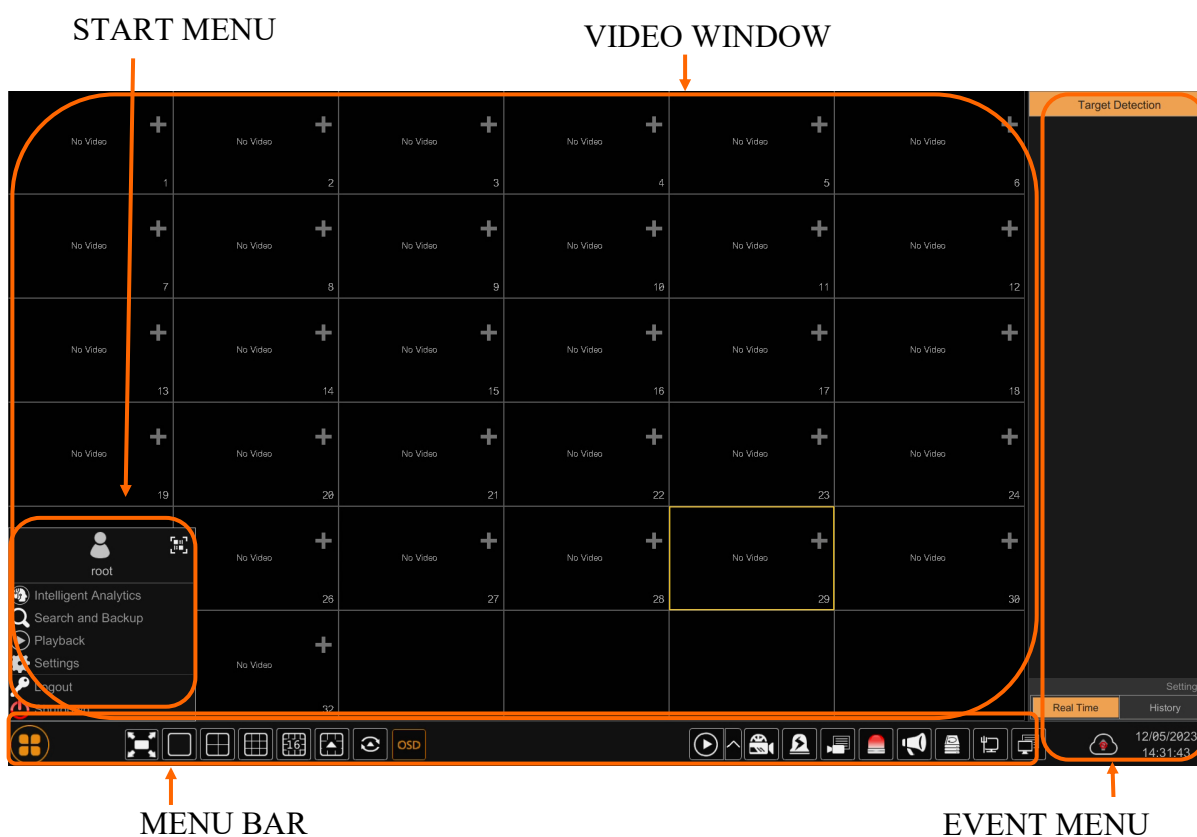 START MENU
VIDEO WINDOW
Target Detection
No Video No Video No Video No Video No Video No Video
1 2 3 4 5 6
No Video No Video No Video No Video No Video No Video
7 8 9 10 11 12
No Video No Video No Video No Video No Video No Video
13 14 15 16 17 18
No Video No Video No Video No Video No Video No Video
19 20 21 22 23 24
root
No Video No Video No Video No Video No Video
26 27 28 29 30
Intelligent Analytics
Search and Backup
Playback
Settings
Logout
No Video
32
Setting
Real Time History
16
OSD
12/05/2023
14:31:43
MENU BAR
EVENT MENU